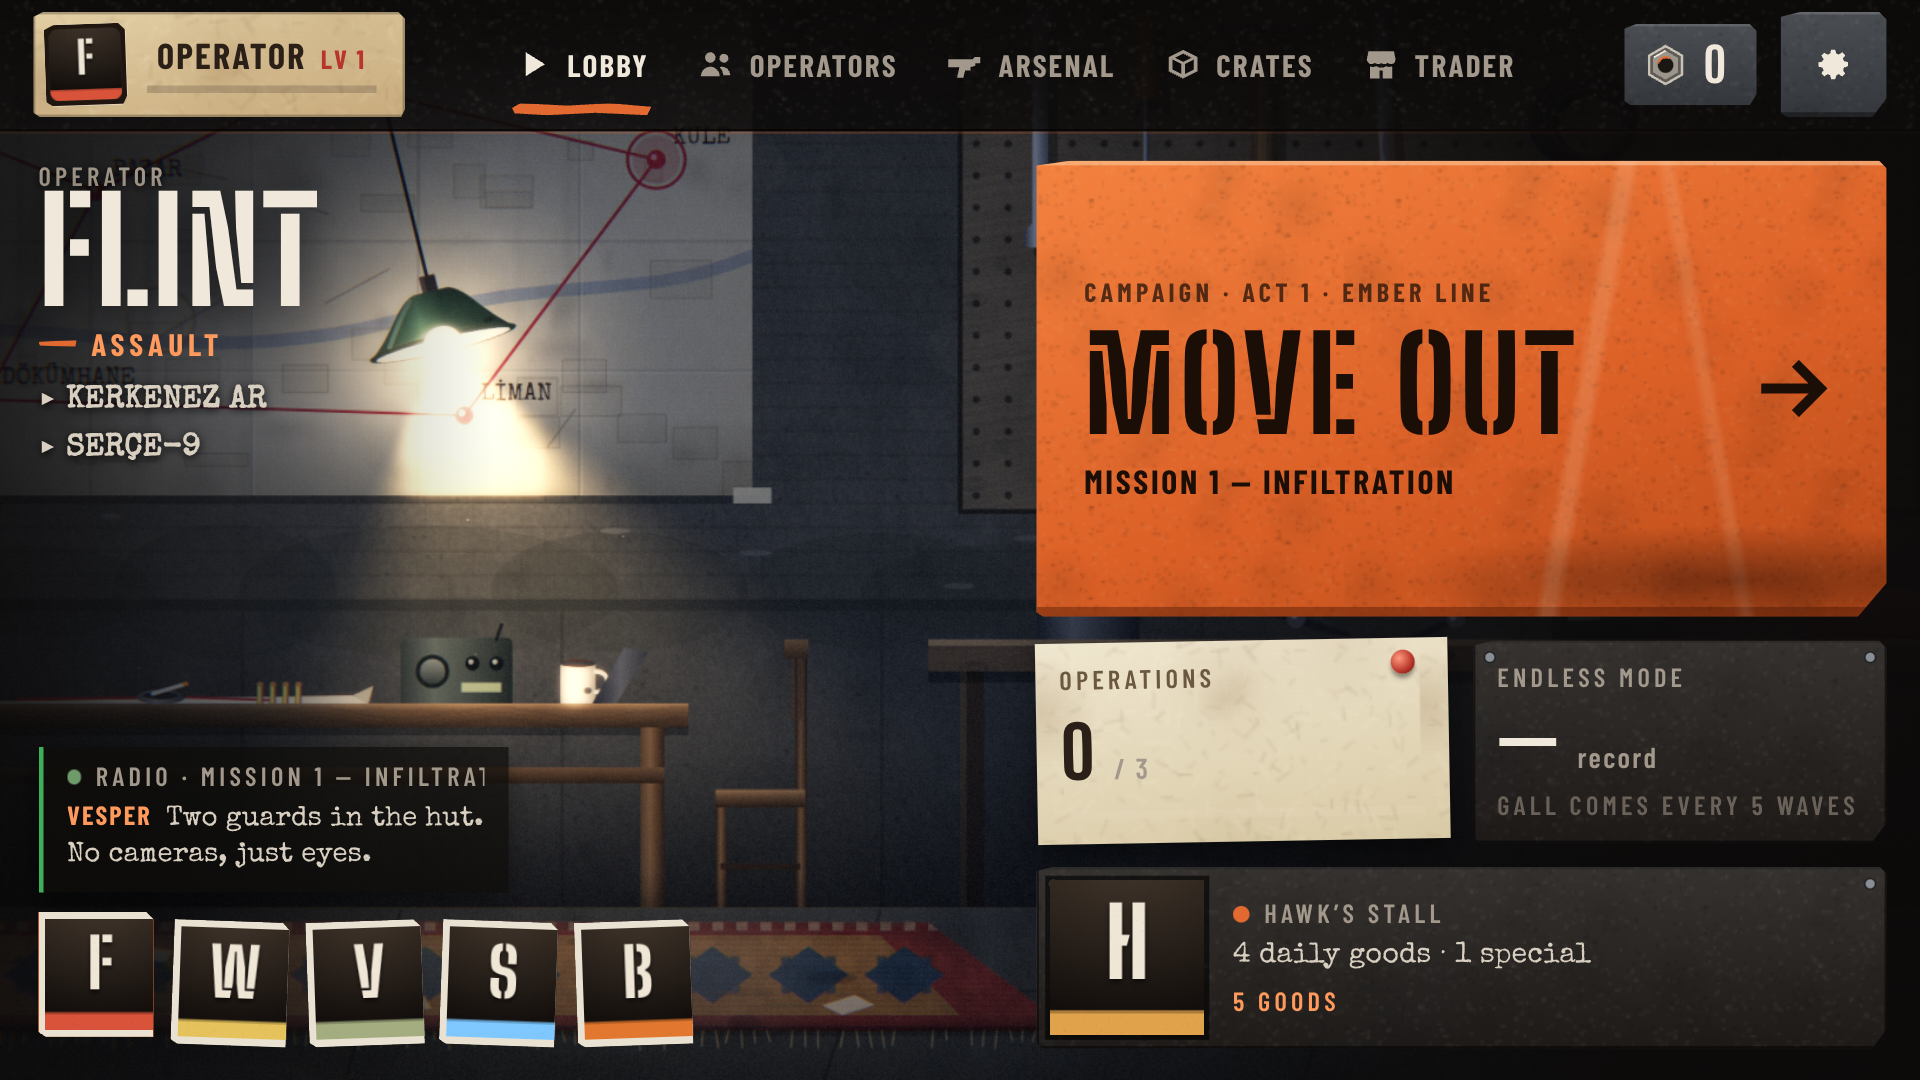 F
OPERATOR LV 1
LOBBY
OPERATORS
ARSENAL
CRATES
TRADER
0
KULE
OPERATOR
FLINT
ASSAULT
DÖKÜMHANE
KERKENEZ AR
SERÇE-9
LİMAN
CAMPAIGN · ACT 1 · EMBER LINE
MOVE OUT
MISSION 1 — INFILTRATION
OPERATIONS
0 / 3
ENDLESS MODE
— record
GALL COMES EVERY 5 WAVES
RADIO · MISSION 1 — INFILTRAT
VESPER Two guards in the hut.
No cameras, just eyes.
F
W
V
S
B
H
HAWK'S STALL
4 daily goods · 1 special
5 GOODS